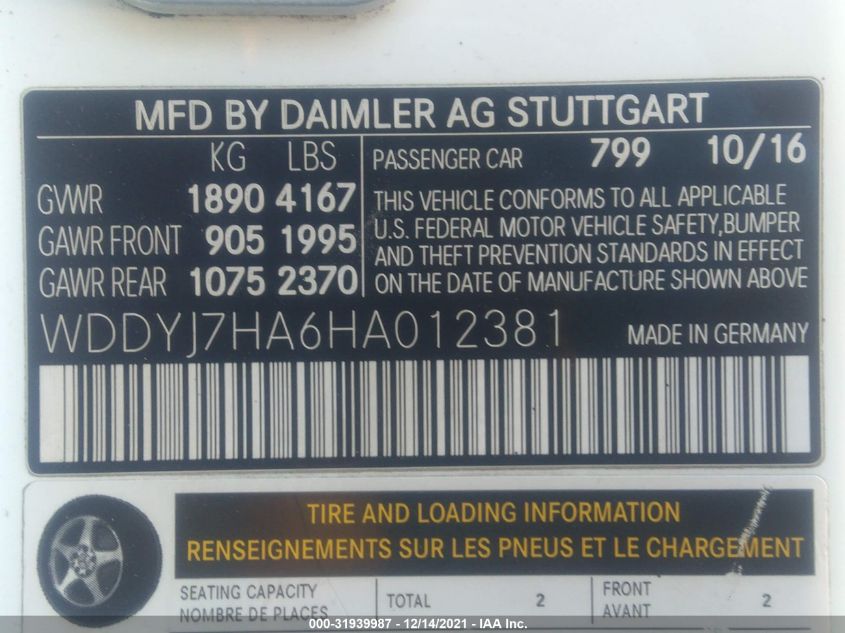 MFD BY DAIMLER AG STUTTGART
KG LBS
GVWR 1890 4167
GAWR FRONT 905 1995
GAWR REAR 1075 2370
PASSENGER CAR 799 10/16
THIS VEHICLE CONFORMS TO ALL APPLICABLE
U.S. FEDERAL MOTOR VEHICLE SAFETY, BUMPER
AND THEFT PREVENTION STANDARDS IN EFFECT
ON THE DATE OF MANUFACTURE SHOWN ABOVE
WDDYJ7HA6HA012381 MADE IN GERMANY
TIRE AND LOADING INFORMATION
RENSEIGNEMENTS SUR LES PNEUS ET LE CHARGEMENT
SEATING CAPACITY
NOMBRE DE PLACES
TOTAL 2
FRONT
AVANT
2
000-31939987 - 12/14/2021 - IAA Inc.